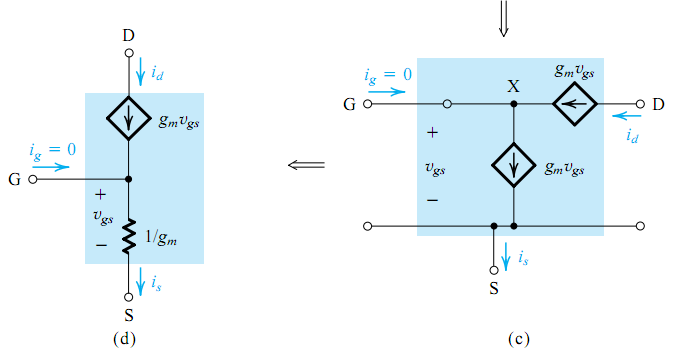 D
i_d
g_m v_gs
i_g = 0
G
+
v_gs
−
1/g_m
i_s
S
(d)
g_m v_gs
i_g = 0
X
G
D
i_d
+
v_gs
−
g_m v_gs
i_s
S
(c)